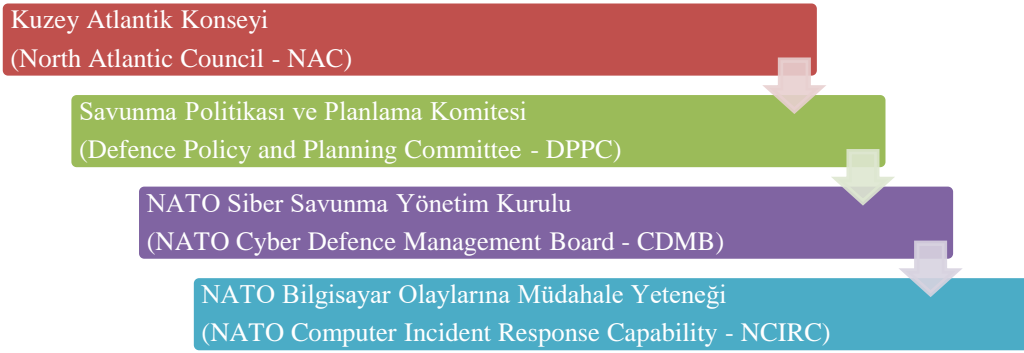 Kuzey Atlantik Konseyi
(North Atlantic Council - NAC)
Savunma Politikası ve Planlama Komitesi
(Defence Policy and Planning Committee - DPPC)
NATO Siber Savunma Yönetim Kurulu
(NATO Cyber Defence Management Board - CDMB)
NATO Bilgisayar Olaylarına Müdahale Yeteneği
(NATO Computer Incident Response Capability - NCIRC)